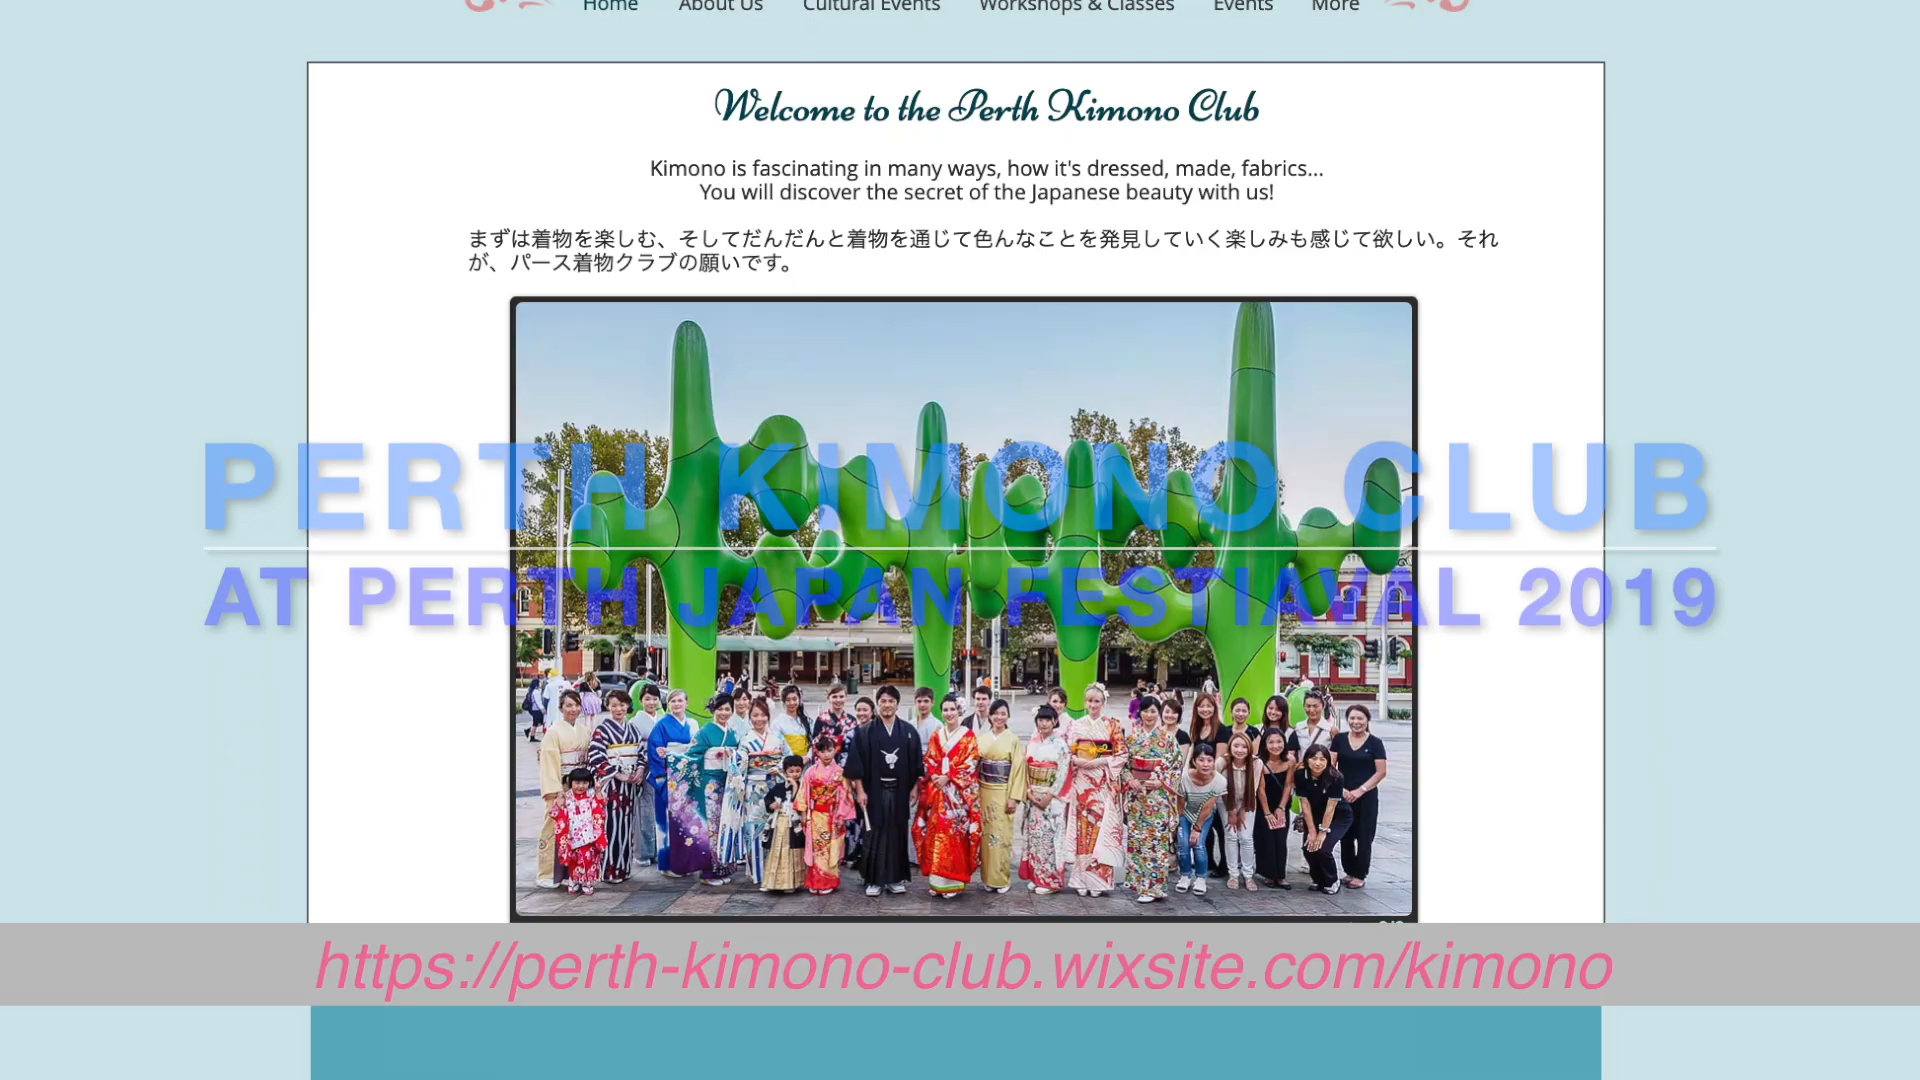 Home About Us Cultural Events Workshops & Classes Events More
Welcome to the Perth Kimono Club
Kimono is fascinating in many ways, how it's dressed, made, fabrics...
You will discover the secret of the Japanese beauty with us!
まずは着物を楽しむ、そしてだんだんと着物を通じて色んなことを発見していく楽しみも感じて欲しい。それ
が、パース着物クラブの願いです。
PERTH KIMONO CLUB
AT PERTH JAPAN FESTIAVAL 2019
https://perth-kimono-club.wixsite.com/kimono